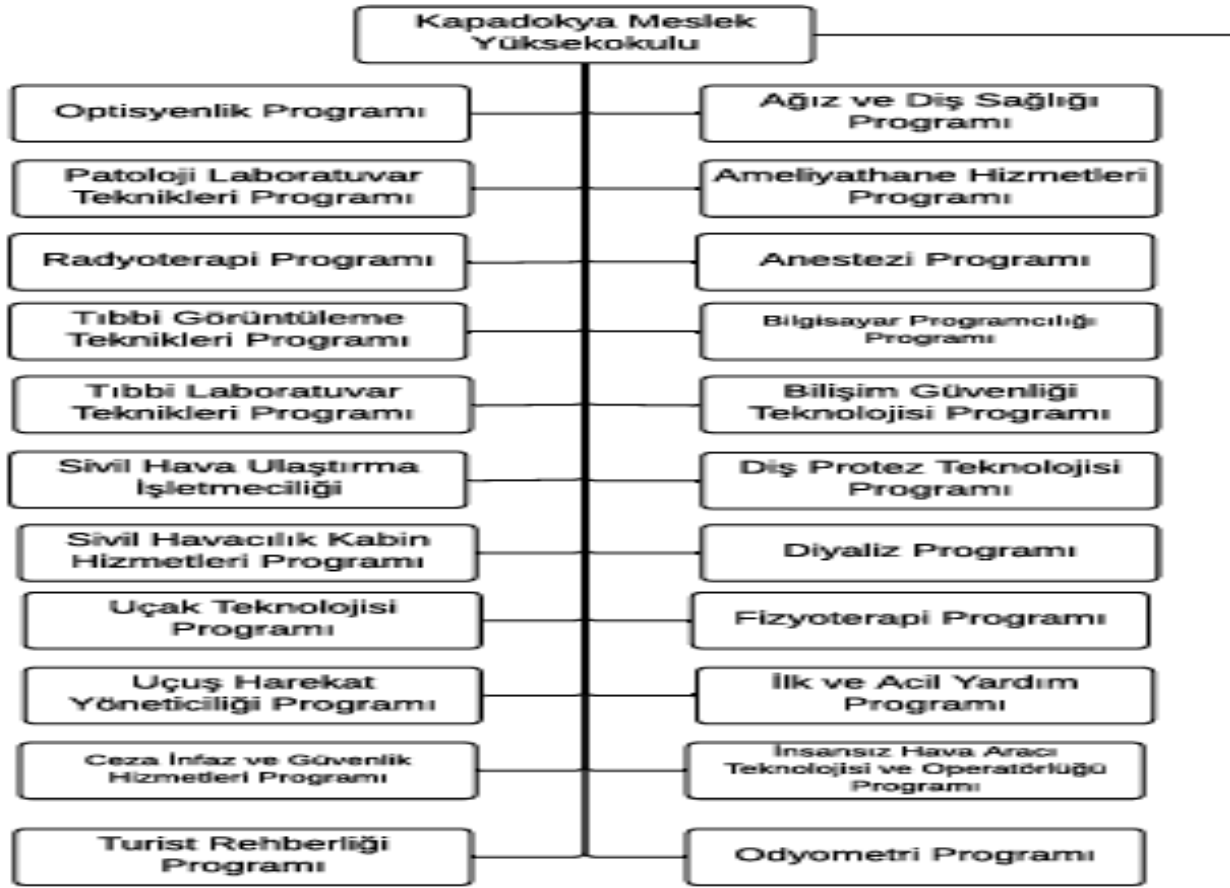 Kapadokya Meslek
Yüksekokulu
Optisyenlik Programı
Ağız ve Diş Sağlığı
Programı
Patoloji Laboratuvar
Teknikleri Programı
Ameliyathane Hizmetleri
Programı
Radyoterapi Programı
Anestezi Programı
Tıbbi Görüntüleme
Teknikleri Programı
Bilgisayar Programcılığı
Programı
Tıbbi Laboratuvar
Teknikleri Programı
Bilişim Güvenliği
Teknolojisi Programı
Sivil Hava Ulaştırma
İşletmeciliği
Diş Protez Teknolojisi
Programı
Sivil Havacılık Kabin
Hizmetleri Programı
Diyaliz Programı
Uçak Teknolojisi
Programı
Fizyoterapi Programı
Uçuş Harekat
Yöneticiliği Programı
İlk ve Acil Yardım
Programı
Ceza İnfaz ve Güvenlik
Hizmetleri Programı
İnsansız Hava Aracı
Teknolojisi ve Operatörlüğü
Programı
Turist Rehberliği
Programı
Odyometri Programı